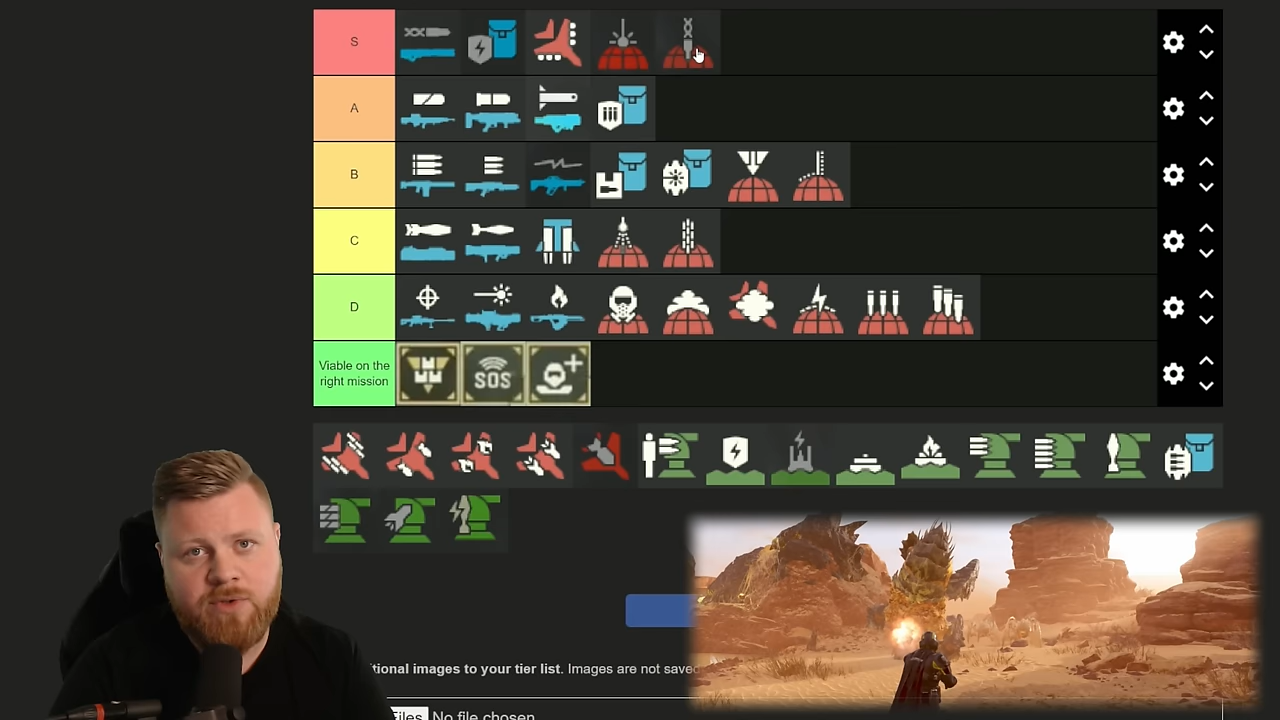 S
A
B
C
D
Viable on the
right mission
SOS
tional images to your tier list. Images are not saved
Files No file chosen